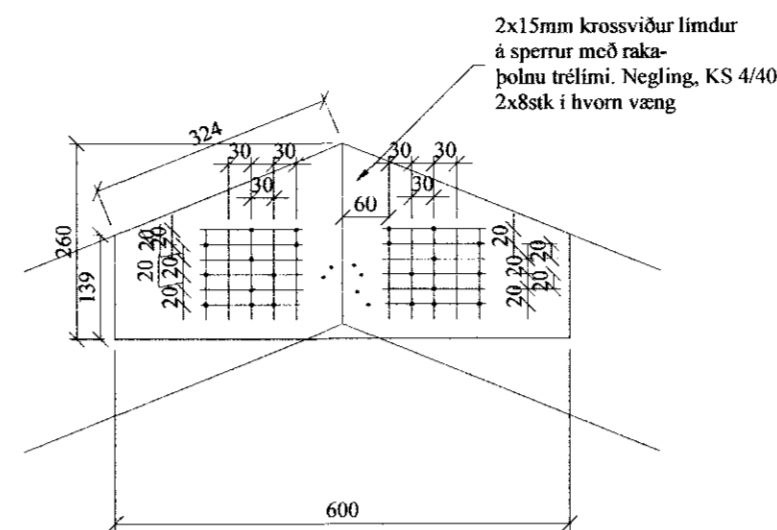 2x15mm krossviður límdur
á sperrur með raka-
þolnu trélími. Negling, KS 4/40
2x8stk í hvorn væng
324
30 30 30 30
30 30
60
260
139
20 20 20
20 20
20
20 20
20 20
20
600